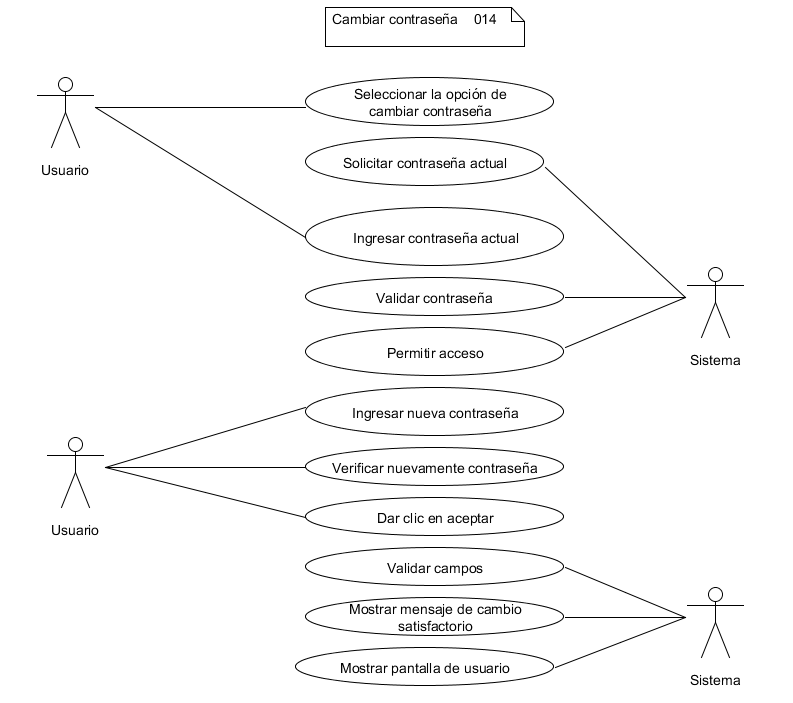 Cambiar contraseña 014
Seleccionar la opción de
cambiar contraseña
Usuario
Solicitar contraseña actual
Ingresar contraseña actual
Validar contraseña
Permitir acceso
Sistema
Ingresar nueva contraseña
Verificar nuevamente contraseña
Usuario
Dar clic en aceptar
Validar campos
Mostrar mensaje de cambio
satisfactorio
Mostrar pantalla de usuario
Sistema